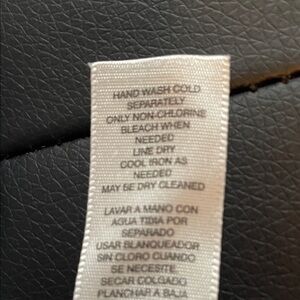 HAND WASH COLD
SEPARATELY
ONLY NON-CHLORINE
BLEACH WHEN
NEEDED
LINE DRY
COOL IRON AS
NEEDED
MAY BE DRY CLEANED
LAVAR A MANO CON
AGUA TIBIA POR
SEPARADO
USAR BLANQUEADOR
SIN CLORO CUANDO
SE NECESITE
SECAR COLGADO
PLANCHAR A BAJA